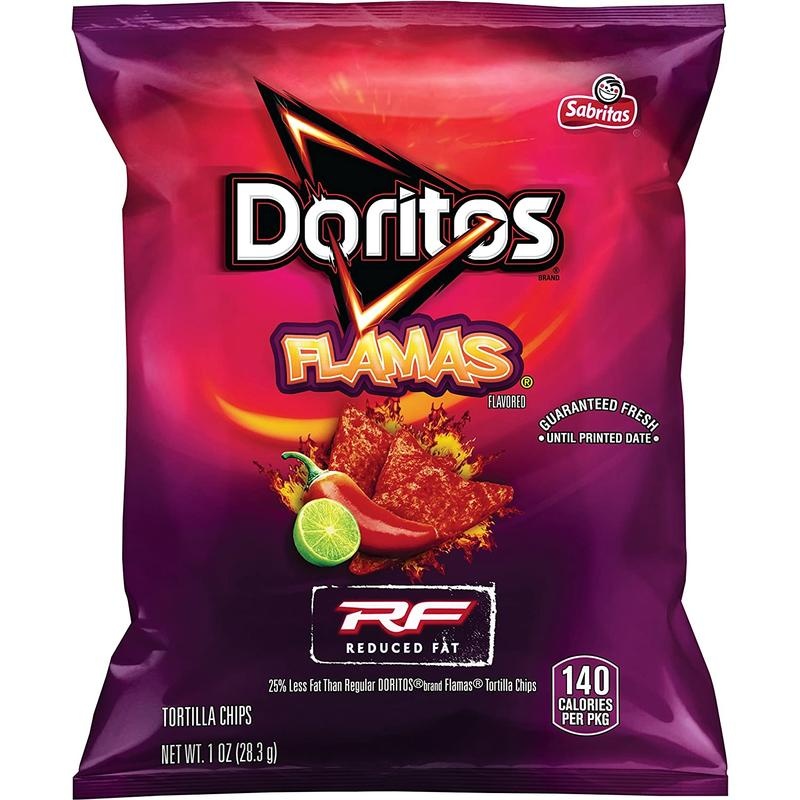 Sabritas®
Doritos
® BRAND
FLAMAS®
FLAVORED
GUARANTEED FRESH
• UNTIL PRINTED DATE •
RF
REDUCED FAT
25% Less Fat Than Regular DORITOS® brand Flamas® Tortilla Chips
140
CALORIES
PER PKG
TORTILLA CHIPS
NET WT. 1 OZ (28.3 g)